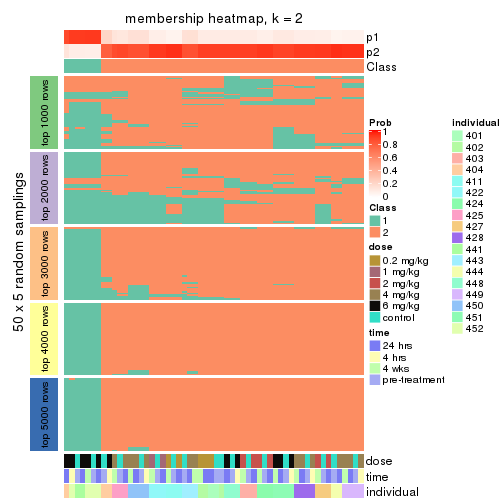 membership heatmap, k = 2
p1
p2
Class
50 x 5 random samplings
top 1000 rows
top 2000 rows
top 3000 rows
top 4000 rows
top 5000 rows
dose
time
individual
Prob
1
0.8
0.6
0.4
0.2
0
Class
1
2
dose
0.2 mg/kg
1 mg/kg
2 mg/kg
4 mg/kg
6 mg/kg
control
time
24 hrs
4 hrs
4 wks
pre-treatment
individual
401
402
403
404
411
422
424
425
427
428
441
443
444
448
449
450
451
452